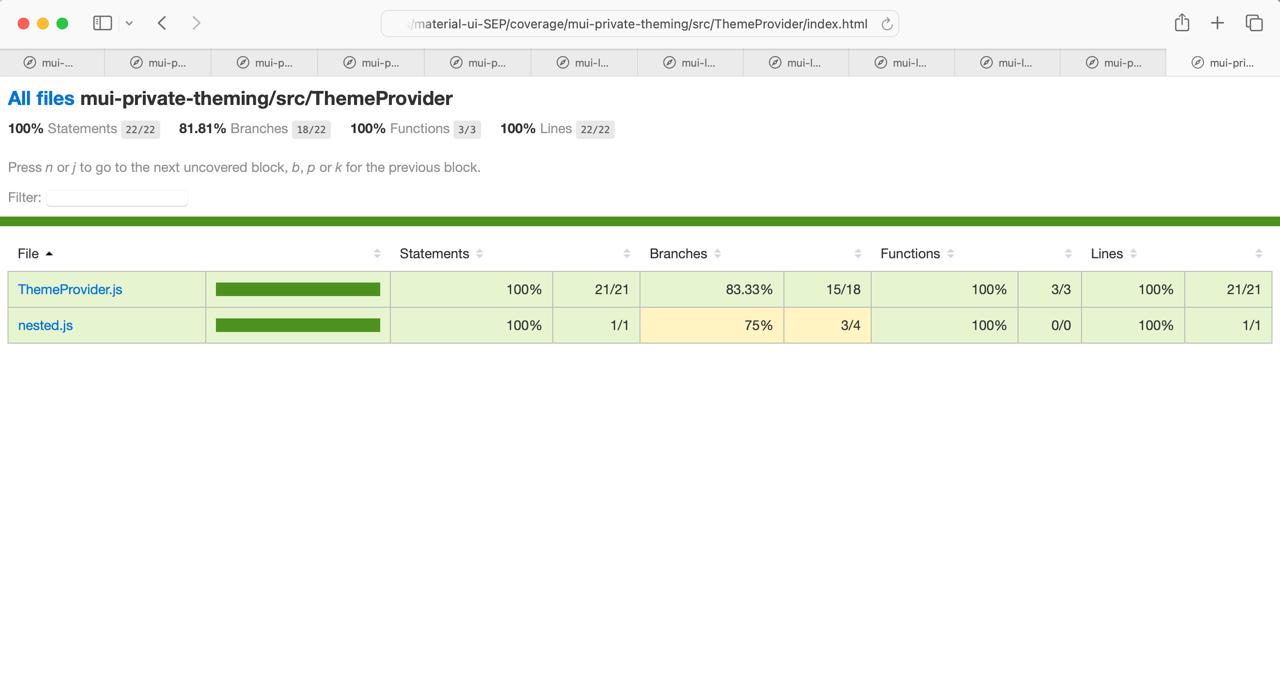 /material-ui-SEP/coverage/mui-private-theming/src/ThemeProvider/index.html
mui-... mui-p... mui-p... mui-p... mui-p... mui-l... mui-l... mui-l... mui-l... mui-l... mui-p... mui-pri...
All files mui-private-theming/src/ThemeProvider
100% Statements 22/22 81.81% Branches 18/22 100% Functions 3/3 100% Lines 22/22
Press n or j to go to the next uncovered block, b, p or k for the previous block.
Filter:
File Statements Branches Functions Lines
ThemeProvider.js 100% 21/21 83.33% 15/18 100% 3/3 100% 21/21
nested.js 100% 1/1 75% 3/4 100% 0/0 100% 1/1